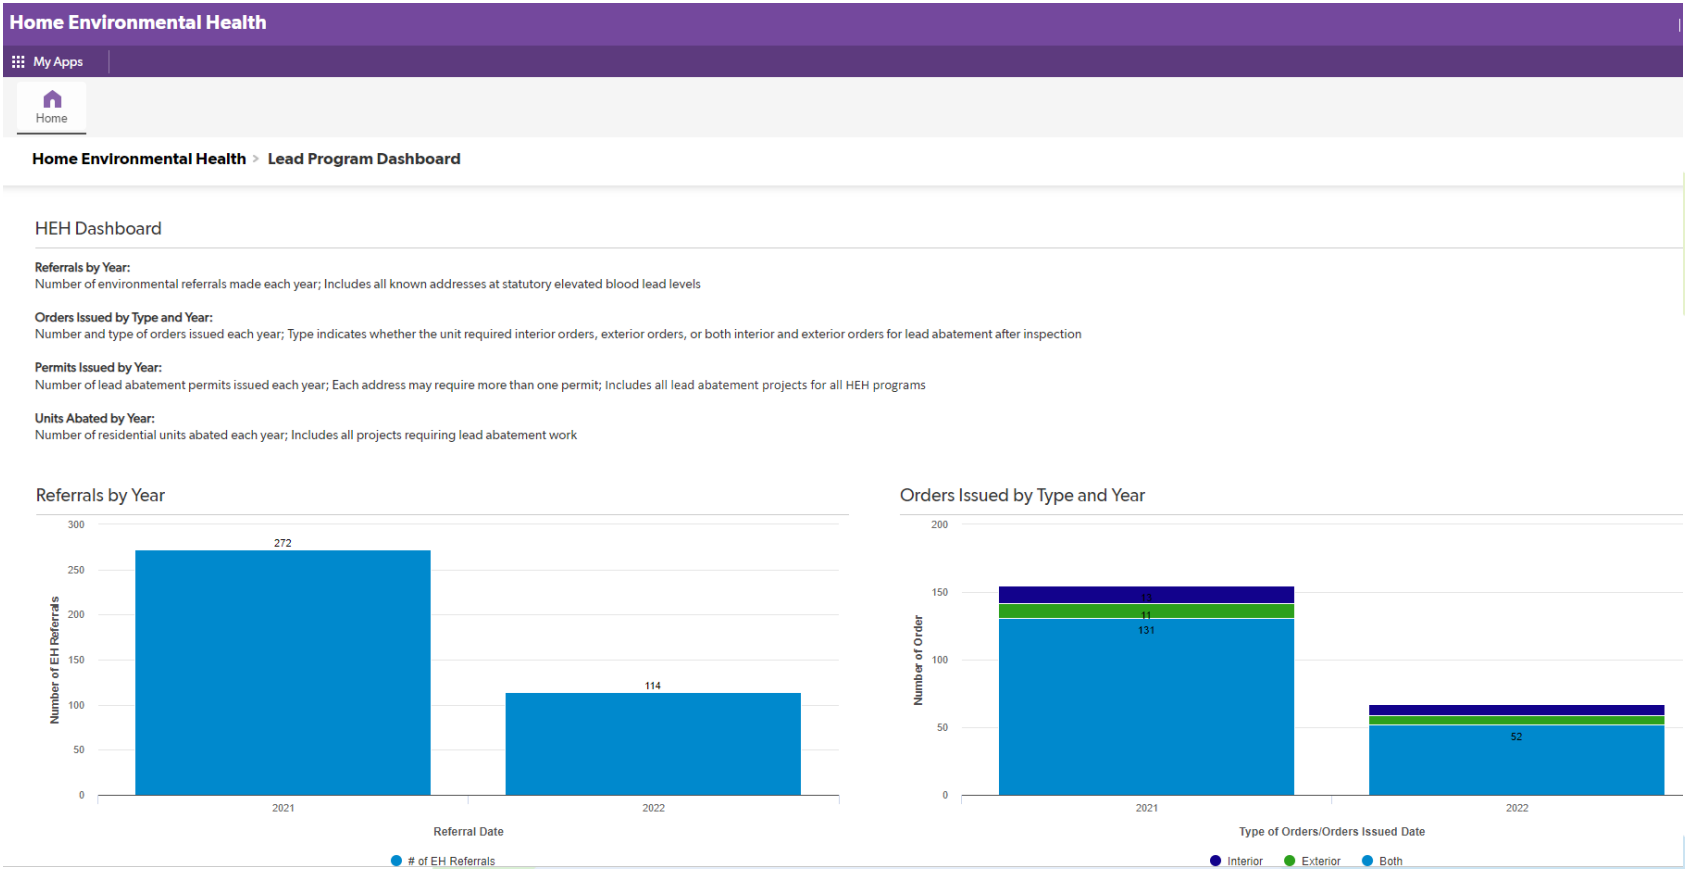 Home Environmental Health
My Apps
Home
Home Environmental Health > Lead Program Dashboard
HEH Dashboard
Referrals by Year:
Number of environmental referrals made each year; Includes all known addresses at statutory elevated blood lead levels
Orders Issued by Type and Year:
Number and type of orders issued each year; Type indicates whether the unit required interior orders, exterior orders, or both interior and exterior orders for lead abatement after inspection
Permits Issued by Year:
Number of lead abatement permits issued each year; Each address may require more than one permit; Includes all lead abatement projects for all HEH programs
Units Abated by Year:
Number of residential units abated each year; Includes all projects requiring lead abatement work
Referrals by Year
300
250
200
150
100
50
0
Number of EH Referrals
272
114
2021
2022
Referral Date
# of EH Referrals
Orders Issued by Type and Year
200
150
100
50
0
Number of Order
13
11
131
52
2021
2022
Type of Orders/Orders Issued Date
Interior
Exterior
Both